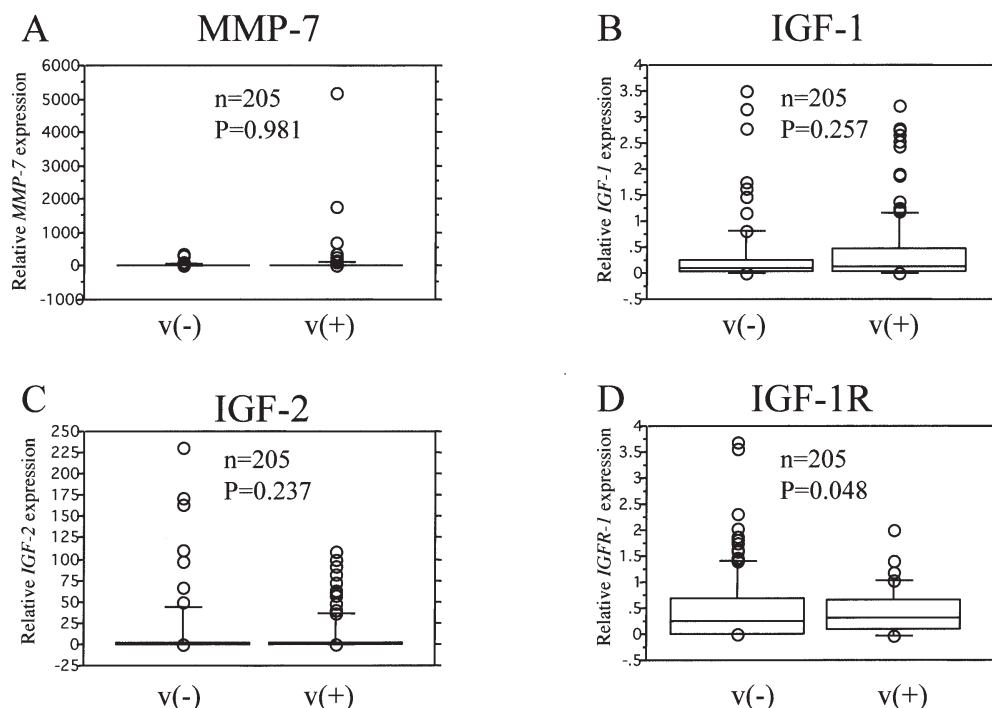 A
MMP-7
6000
5000
4000
3000
2000
1000
0
-1000
Relative MMP-7 expression
n=205
P=0.981
v(-)
v(+)
B
IGF-1
4
3.5
3
2.5
2
1.5
1
.5
0
-.5
Relative IGF-1 expression
n=205
P=0.257
v(-)
v(+)
C
IGF-2
250
225
200
175
150
125
100
75
50
25
0
-25
Relative IGF-2 expression
n=205
P=0.237
v(-)
v(+)
D
IGF-1R
4
3.5
3
2.5
2
1.5
1
.5
0
-.5
Relative IGFR-1 expression
n=205
P=0.048
v(-)
v(+)